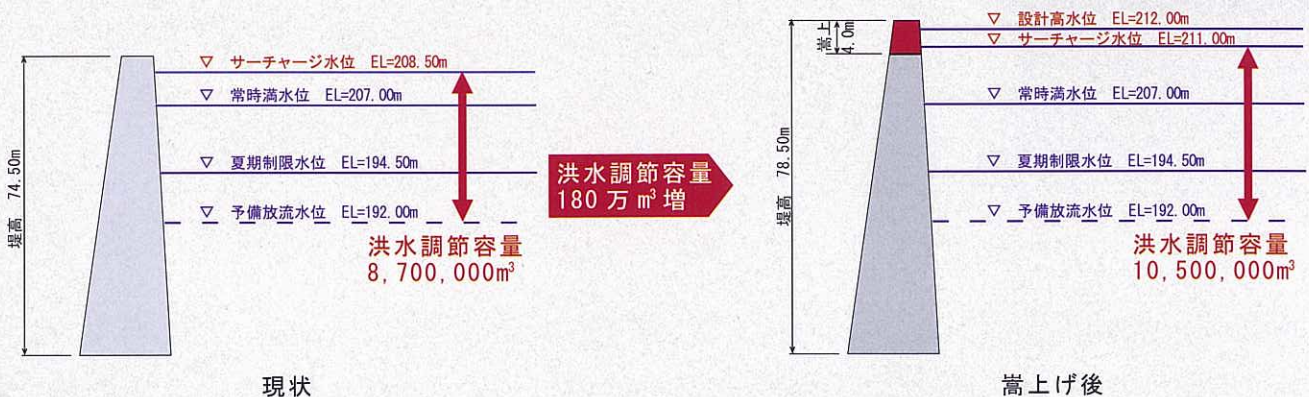 ▽ サーチャージ水位 EL=208.50m
▽ 常時満水位 EL=207.00m
▽ 夏期制限水位 EL=194.50m
▽ 予備放流水位 EL=192.00m
堤高 74.50m
洪水調節容量
8,700,000m³
現状
洪水調節容量
180万m³増
▽ 設計高水位 EL=212.00m
▽ サーチャージ水位 EL=211.00m
嵩上
4.0m
▽ 常時満水位 EL=207.00m
▽ 夏期制限水位 EL=194.50m
▽ 予備放流水位 EL=192.00m
堤高 78.50m
洪水調節容量
10,500,000m³
嵩上げ後